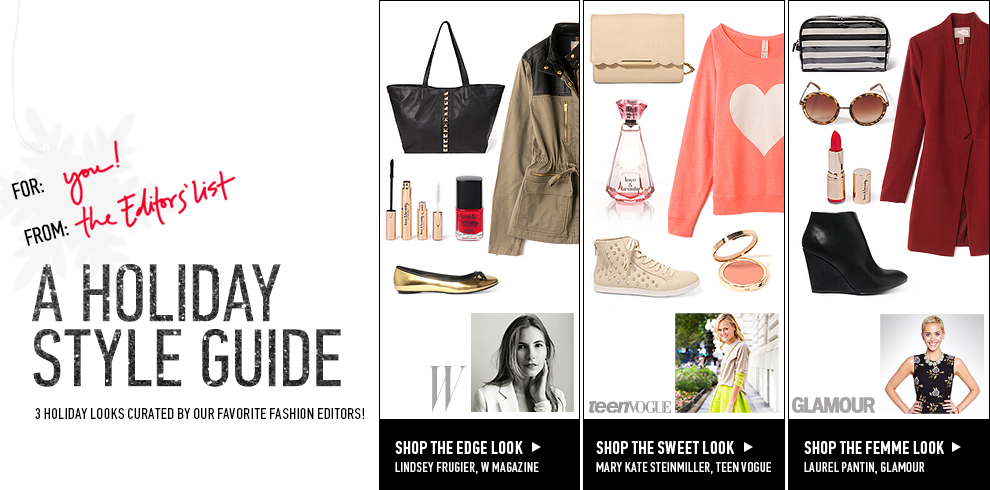 FOR: you!
FROM: the Editors' list
A HOLIDAY
STYLE GUIDE
3 HOLIDAY LOOKS CURATED BY OUR FAVORITE FASHION EDITORS!
love &
beauty
W
SHOP THE EDGE LOOK ►
LINDSEY FRUGIER, W MAGAZINE
teenVOGUE
SHOP THE SWEET LOOK ►
MARY KATE STEINMILLER, TEEN VOGUE
GLAMOUR
SHOP THE FEMME LOOK ►
LAUREL PANTIN, GLAMOUR